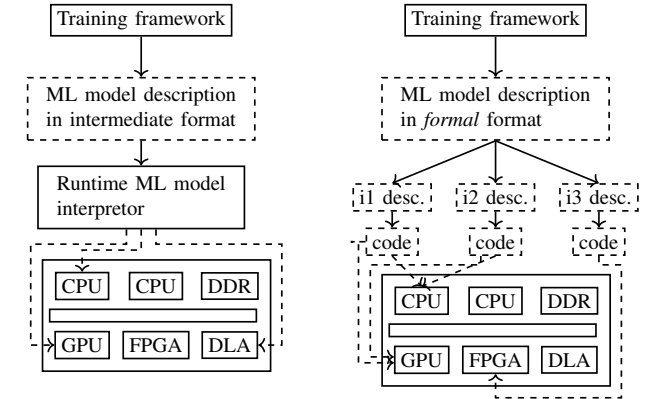 Training framework
ML model description
in intermediate format
Runtime ML model
interpretor
CPU
CPU
DDR
GPU
FPGA
DLA
Training framework
ML model description
in formal format
i1 desc.
i2 desc.
i3 desc.
code
code
code
CPU
CPU
DDR
GPU
FPGA
DLA